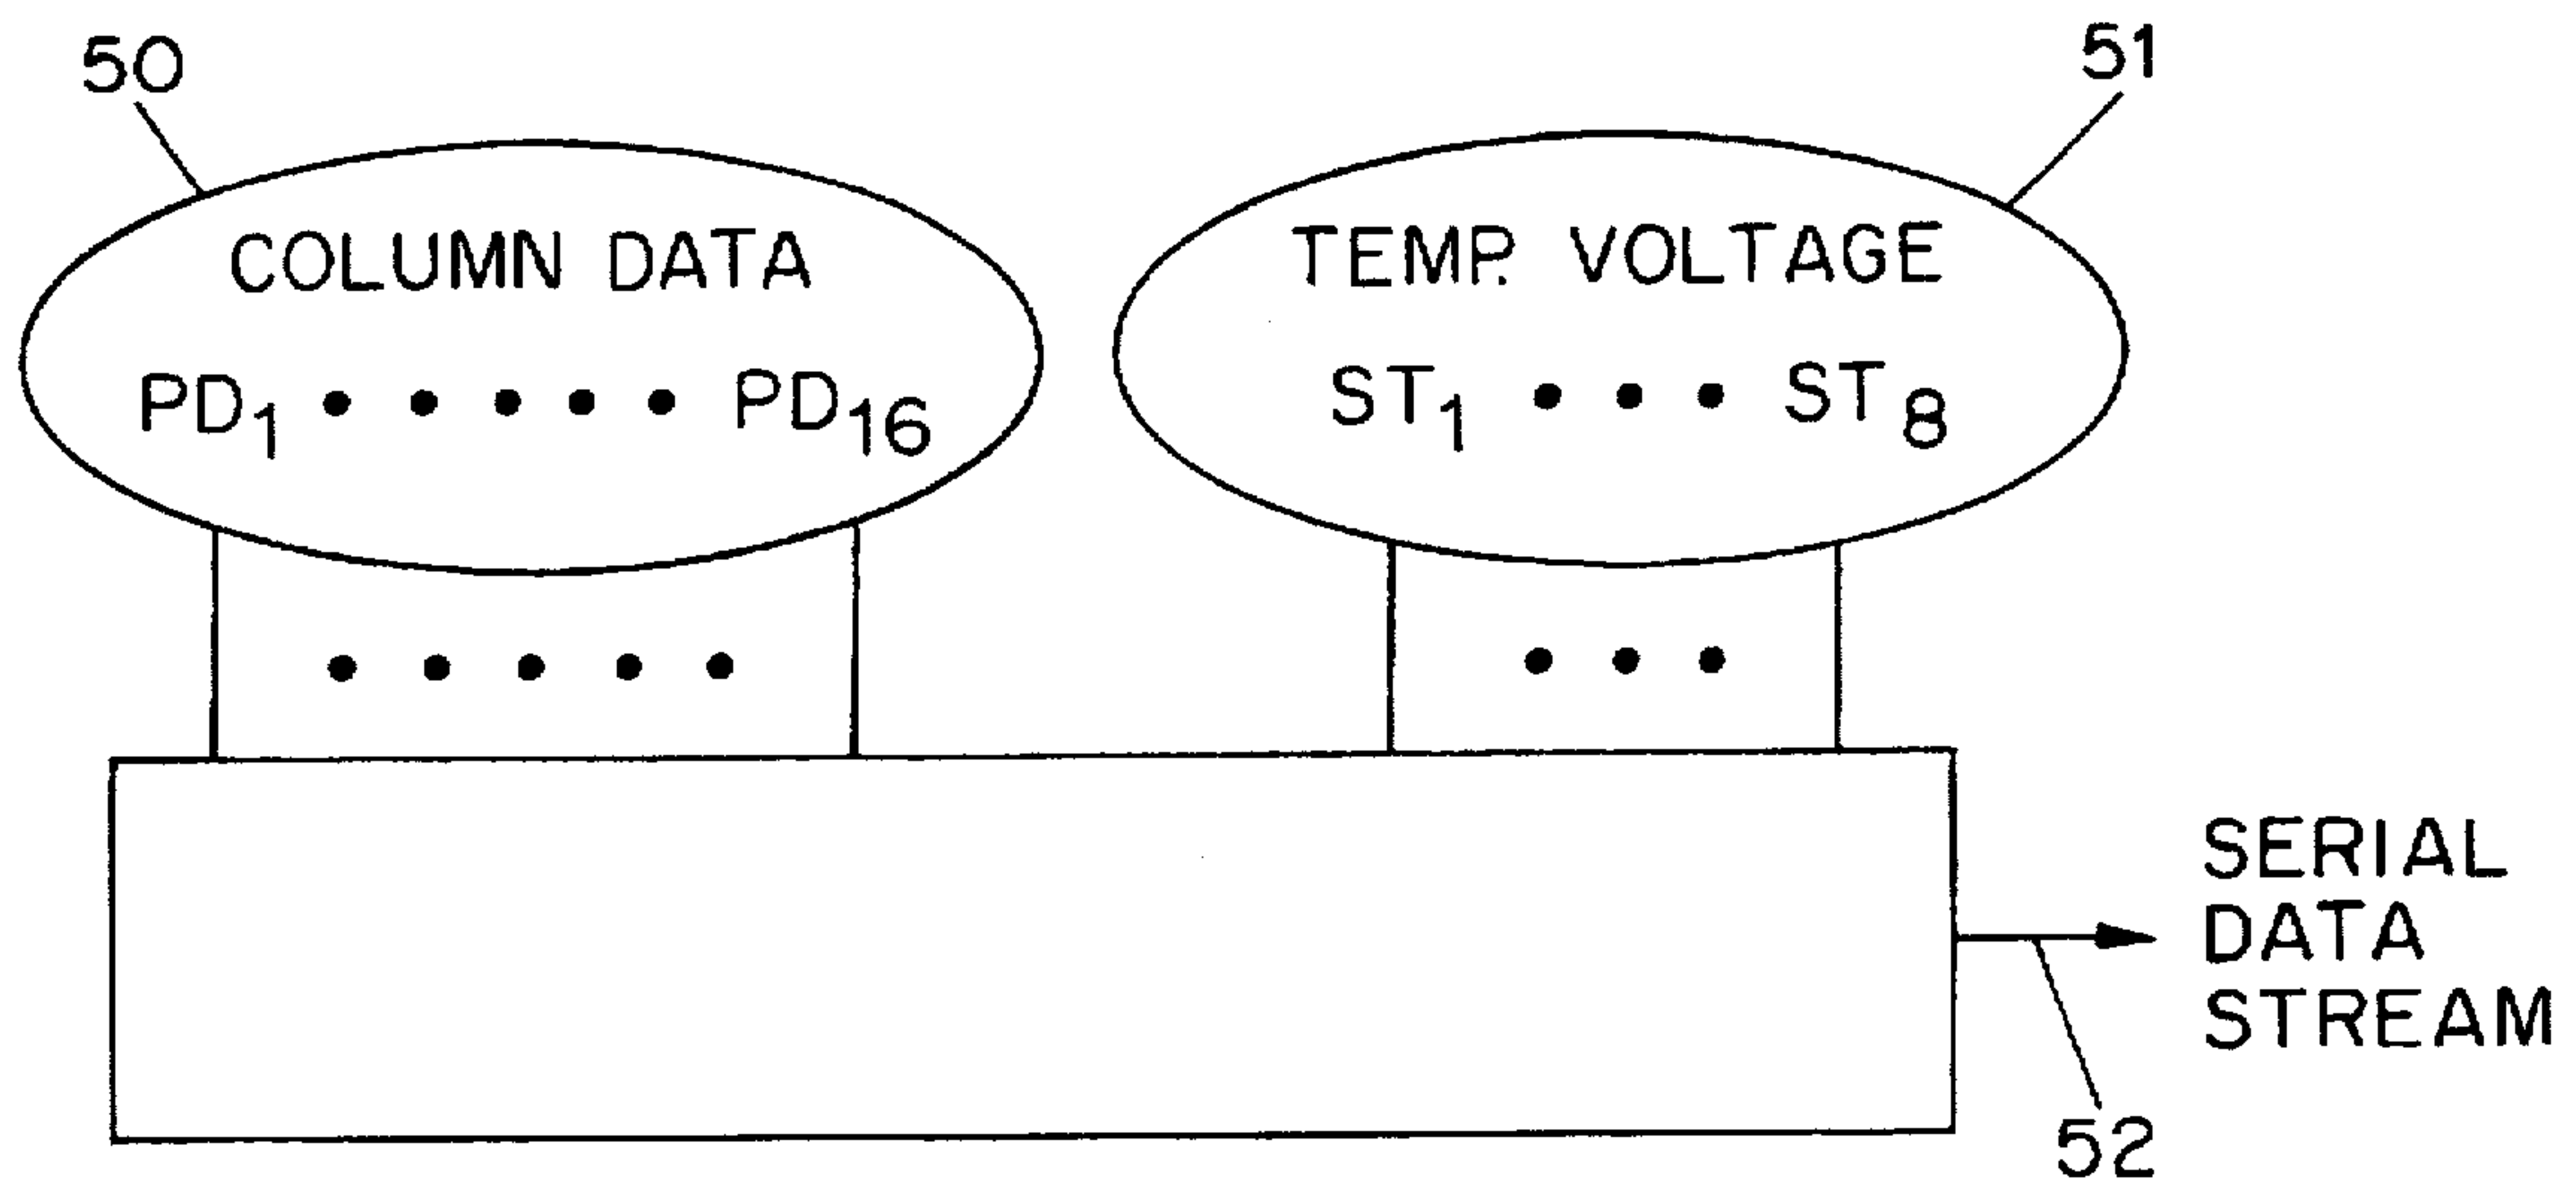 50
51
COLUMN DATA
PD1 • • • • • PD16
TEMP. VOLTAGE
ST1 • • • ST8
• • • • •
• • •
SERIAL
DATA
STREAM
52